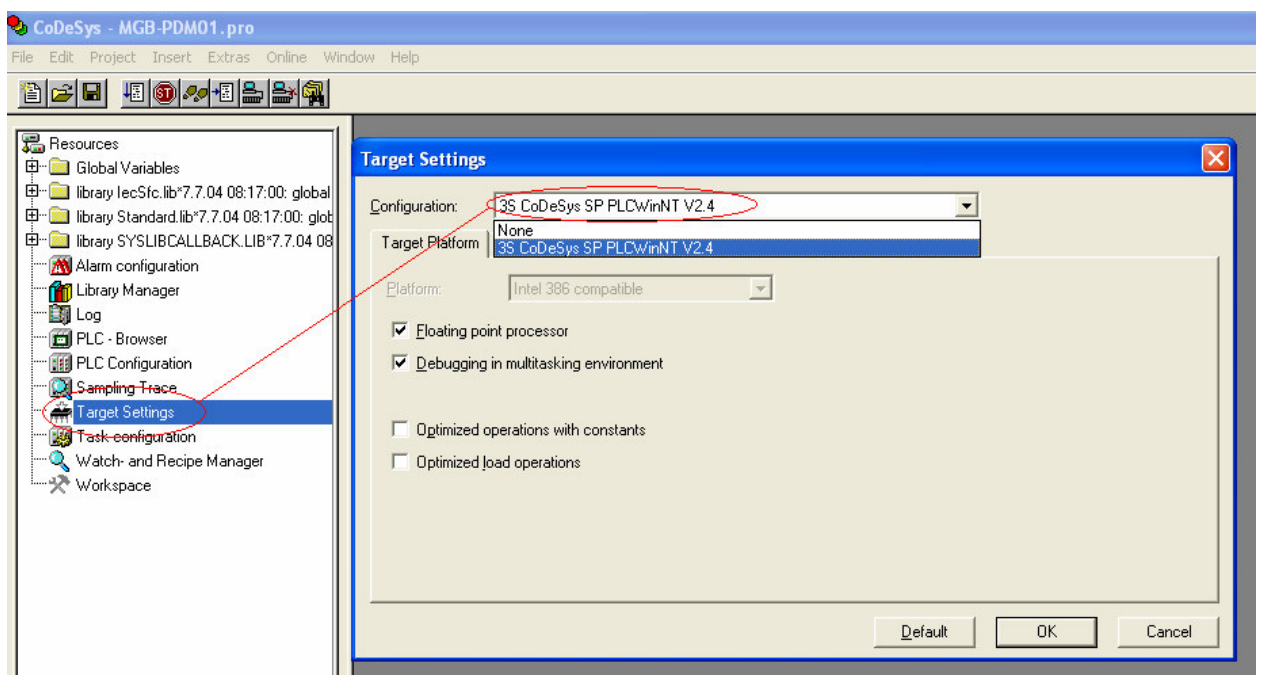 CoDeSys - MGB-PDM01.pro
File Edit Project Insert Extras Online Window Help
Resources
Global Variables
library IecSfc.lib*7.7.04 08:17:00: global
library Standard.lib*7.7.04 08:17:00: glob
library SYSLIBCALLBACK.LIB*7.7.04 08
Alarm configuration
Library Manager
Log
PLC - Browser
PLC Configuration
Sampling Trace
Target Settings
Task configuration
Watch- and Recipe Manager
Workspace
Target Settings
Configuration: 3S CoDeSys SP PLCWinNT V2.4
None
3S CoDeSys SP PLCWinNT V2.4
Target Platform
Platform: Intel 386 compatible
Floating point processor
Debugging in multitasking environment
Optimized operations with constants
Optimized load operations
Default OK Cancel